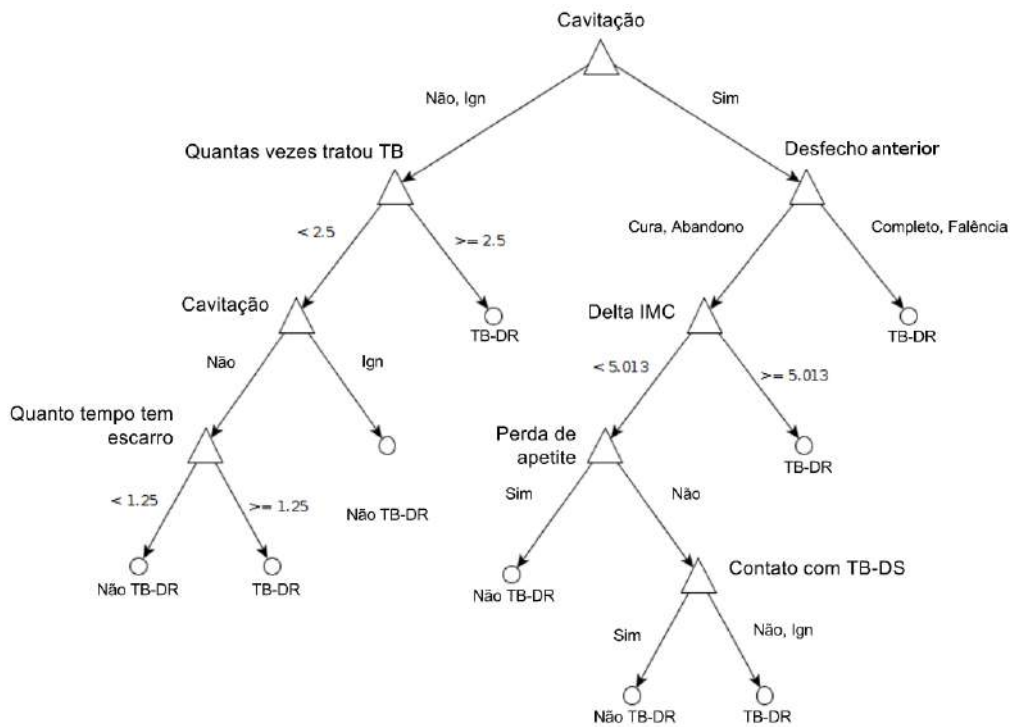 Cavitação
Não, Ign
Sim
Quantas vezes tratou TB
Desfecho anterior
< 2.5
>= 2.5
Cura, Abandono
Completo, Falência
Cavitação
TB-DR
Delta IMC
TB-DR
Não
Ign
< 5.013
>= 5.013
Quanto tempo tem
escarro
Perda de
apetite
TB-DR
< 1.25
>= 1.25
Não TB-DR
Sim
Não
Não TB-DR
TB-DR
Não TB-DR
Contato com TB-DS
Sim
Não, Ign
Não TB-DR
TB-DR